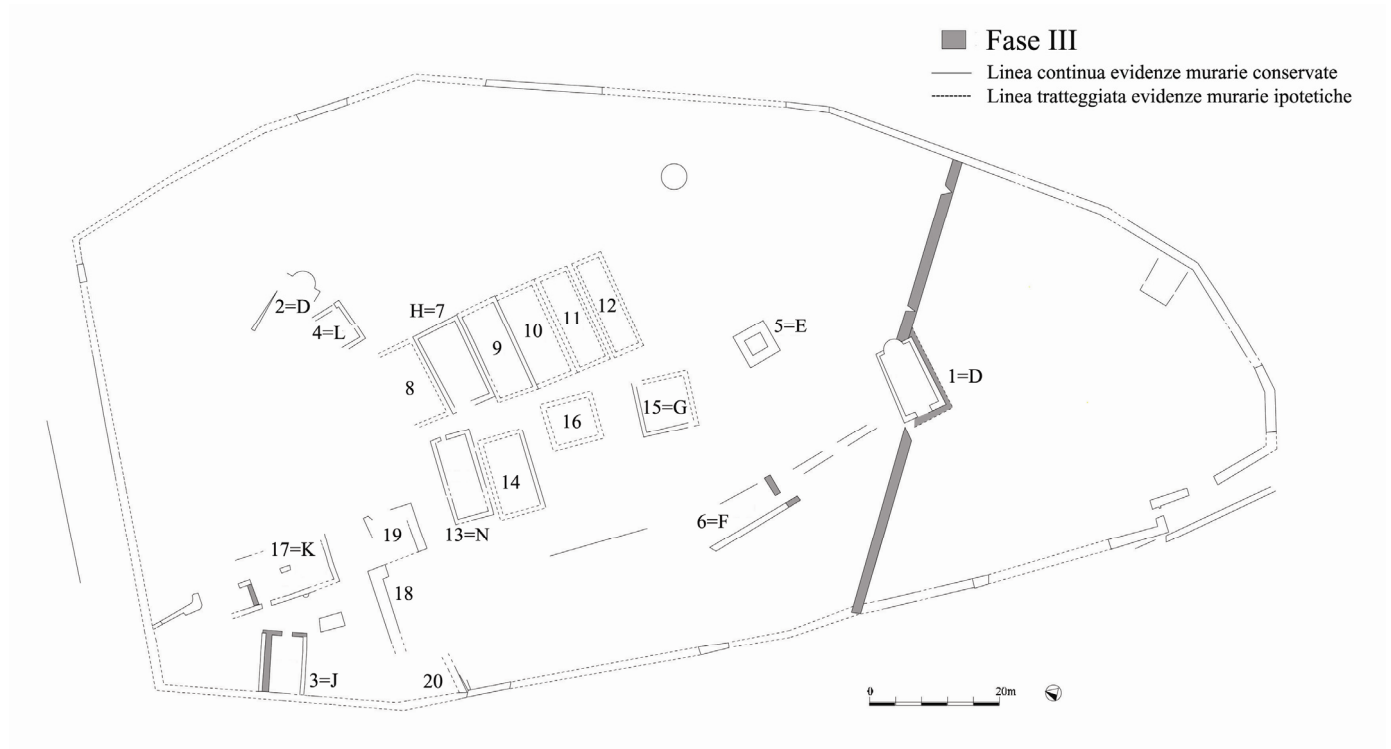 Fase III
Linea continua evidenze murarie conservate
Linea tratteggiata evidenze murarie ipotetiche
2=D
4=L
H=7
8
9
10
11
12
5=E
1=D
15=G
16
14
13=N
6=F
19
17=K
18
3=J
20
0 20m